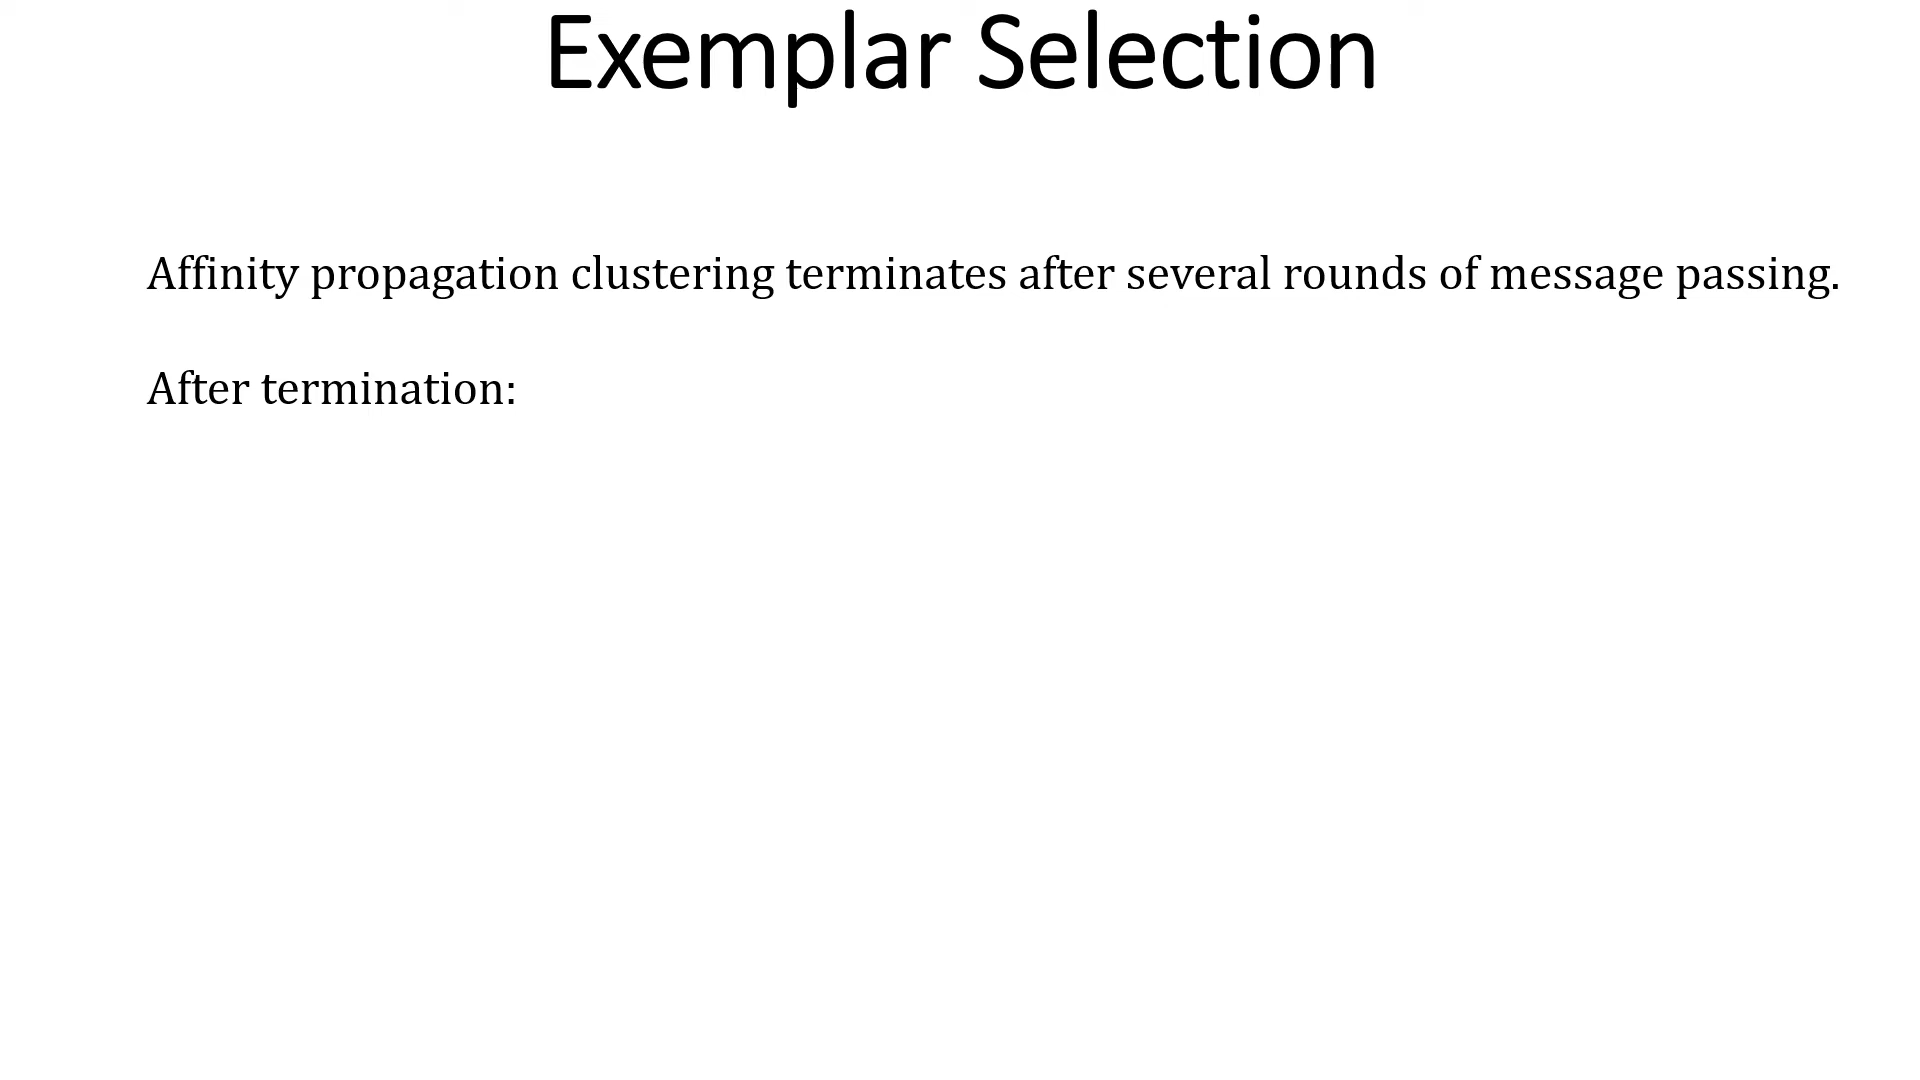 Exemplar Selection
Affinity propagation clustering terminates after several rounds of message passing.
After termination: